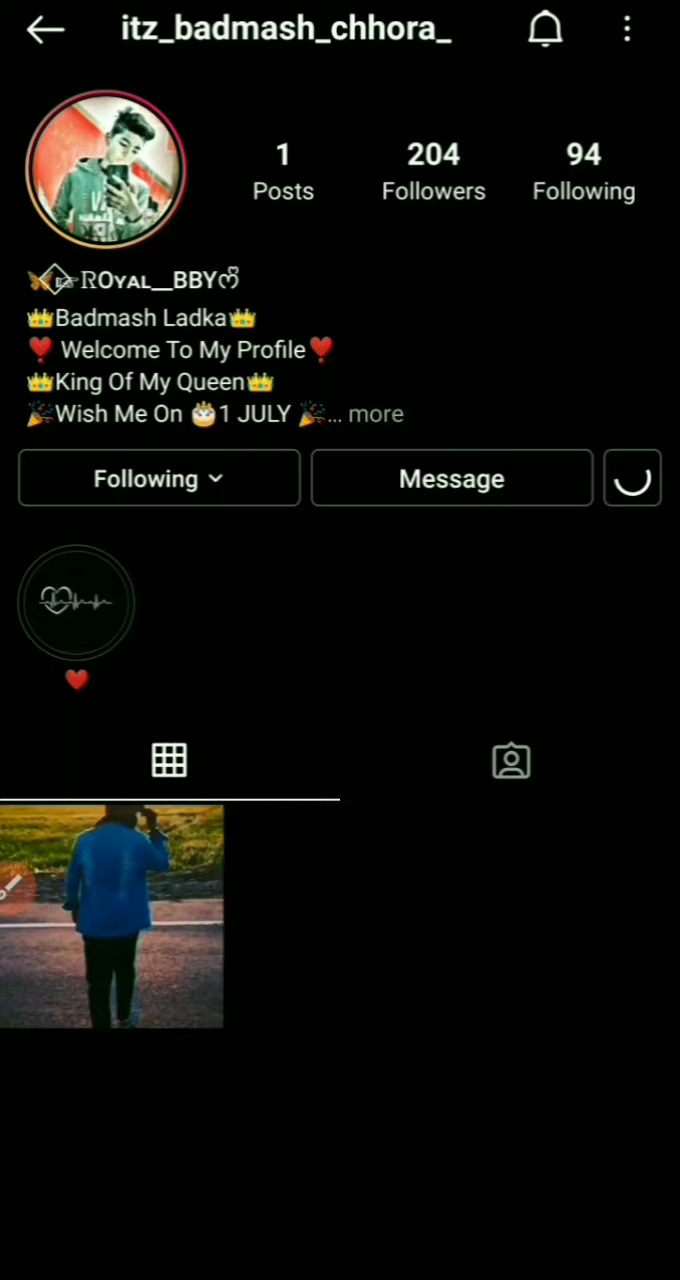 itz_badmash_chhora_
1 204 94
Posts Followers Following
🦋⃟☞︎ℝOʏᴀʟ__BBYღ᭄
👑Badmash Ladka👑
❣️ Welcome To My Profile❣️
👑King Of My Queen👑
🎉Wish Me On 🎂1 JULY 🎉... more
Following Message
❤️